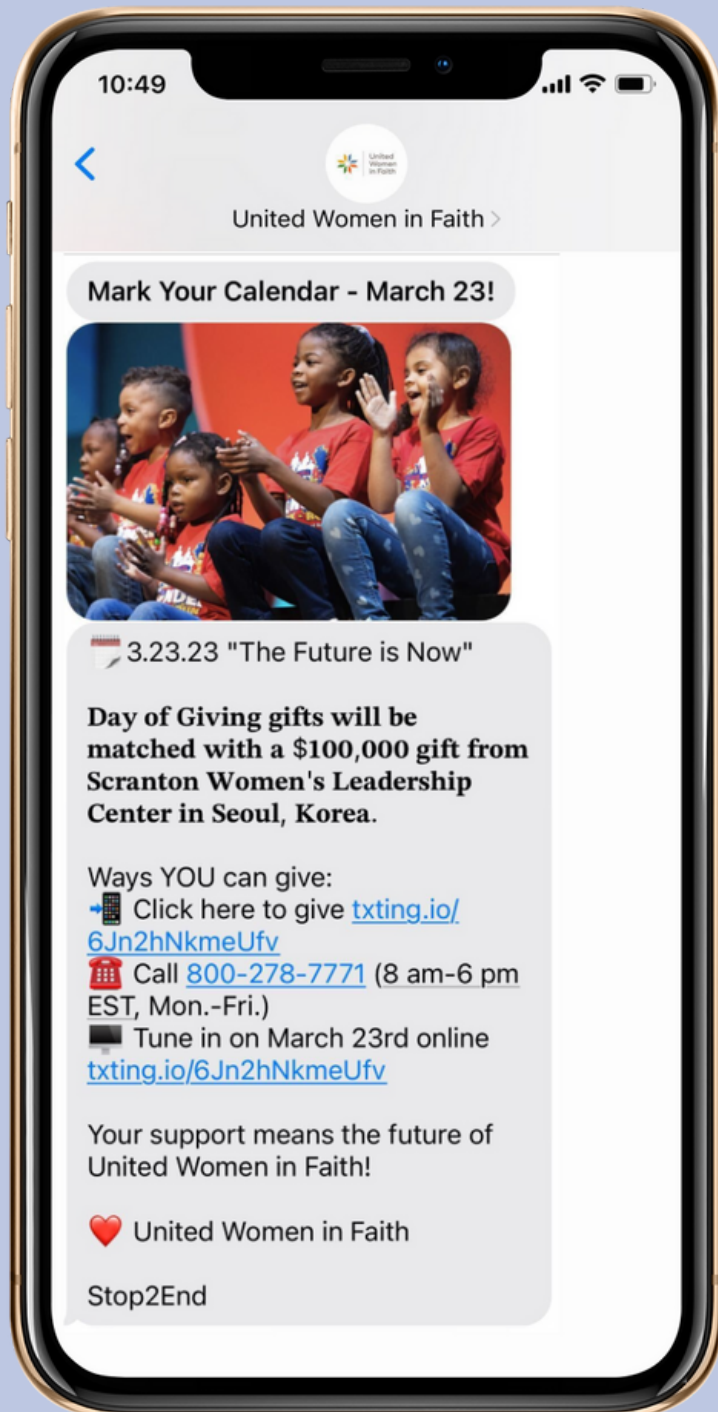 10:49
United
Women
in Faith
United Women in Faith >
Mark Your Calendar - March 23!
3.23.23 "The Future is Now"
Day of Giving gifts will be
matched with a $100,000 gift from
Scranton Women's Leadership
Center in Seoul, Korea.
Ways YOU can give:
Click here to give txting.io/
6Jn2hNkmeUfv
Call 800-278-7771 (8 am-6 pm
EST, Mon.-Fri.)
Tune in on March 23rd online
txting.io/6Jn2hNkmeUfv
Your support means the future of
United Women in Faith!
United Women in Faith
Stop2End